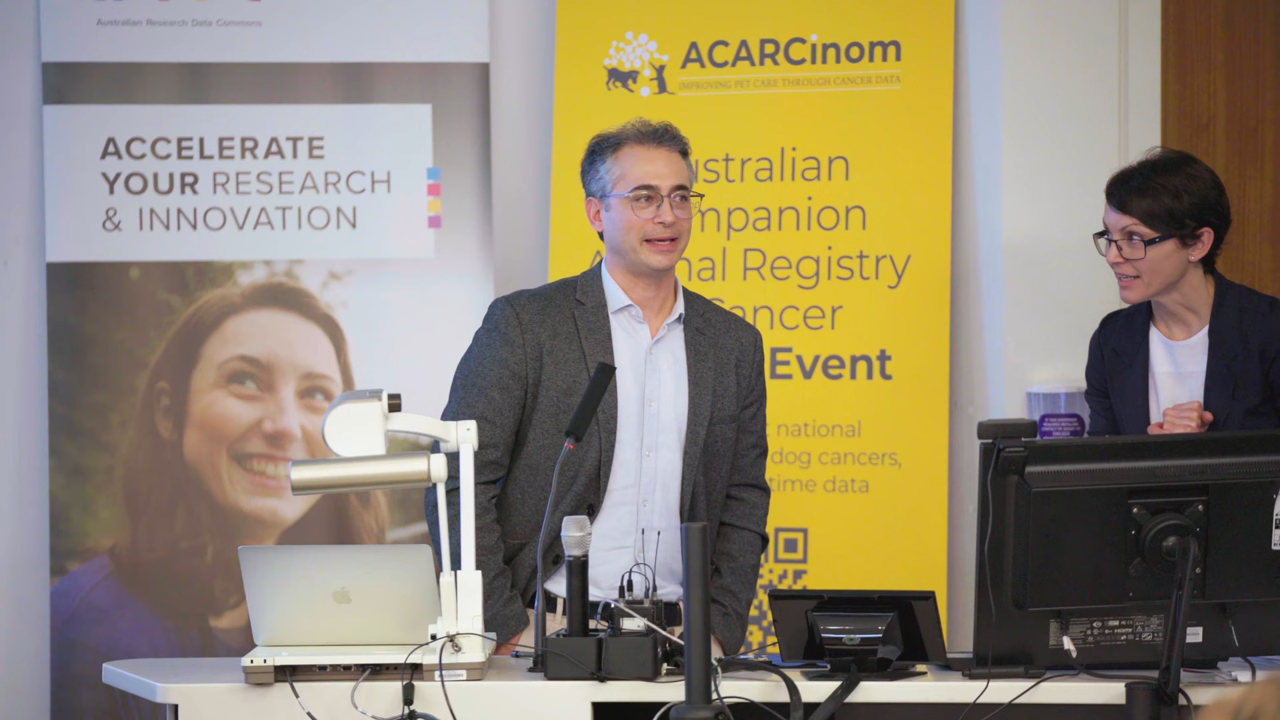 Australian Research Data Commons
ACCELERATE
YOUR RESEARCH
& INNOVATION
ACARCinom
IMPROVING PET CARE THROUGH CANCER DATA
ustralian
mpanion
A nal Registry
ancer
Event
national
dog cancers,
time data